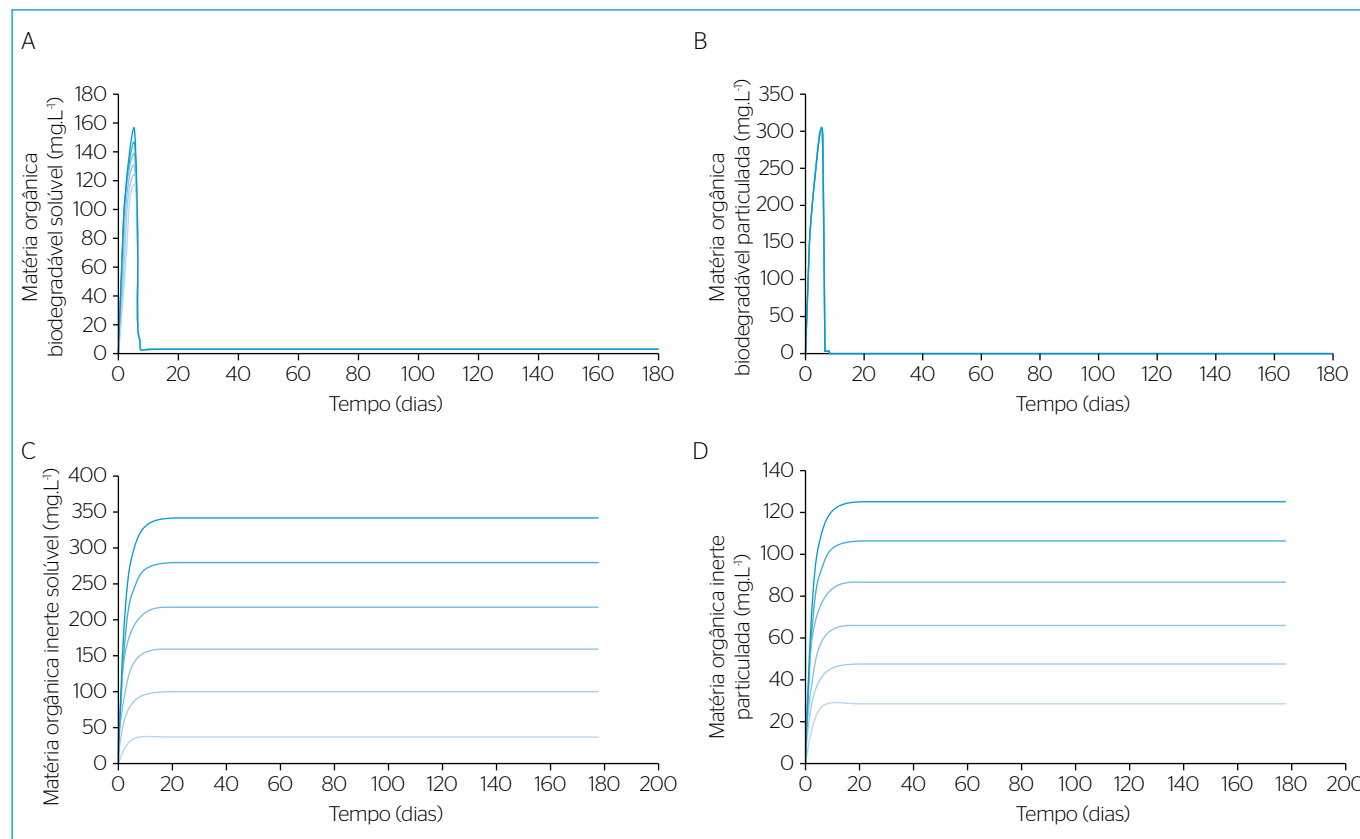 A
Matéria orgânica
biodegradável solúvel (mg.L-1)
180
160
140
120
100
80
60
40
20
0
0 20 40 60 80 100 120 140 160 180
Tempo (dias)
B
Matéria orgânica
biodegradável particulada (mg.L-1)
350
300
250
200
150
100
50
0
0 20 40 60 80 100 120 140 160 180
Tempo (dias)
C
Matéria orgânica inerte solúvel (mg.L-1)
400
350
300
250
200
150
100
50
0
0 20 40 60 80 100 120 140 160 180 200
Tempo (dias)
D
Matéria orgânica inerte
particulada (mg.L-1)
140
120
100
80
60
40
20
0
0 20 40 60 80 100 120 140 160 180 200
Tempo (dias)